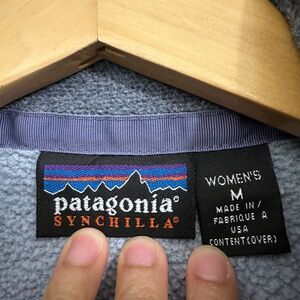 patagonia®
SYNCHILLA®
WOMEN'S
M
MADE IN/
FABRIQUE A
USA
CONTENT(OVER)